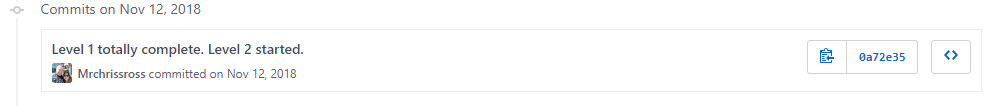 Commits on Nov 12, 2018
Level 1 totally complete. Level 2 started.
Mrchrissross committed on Nov 12, 2018
0a72e35